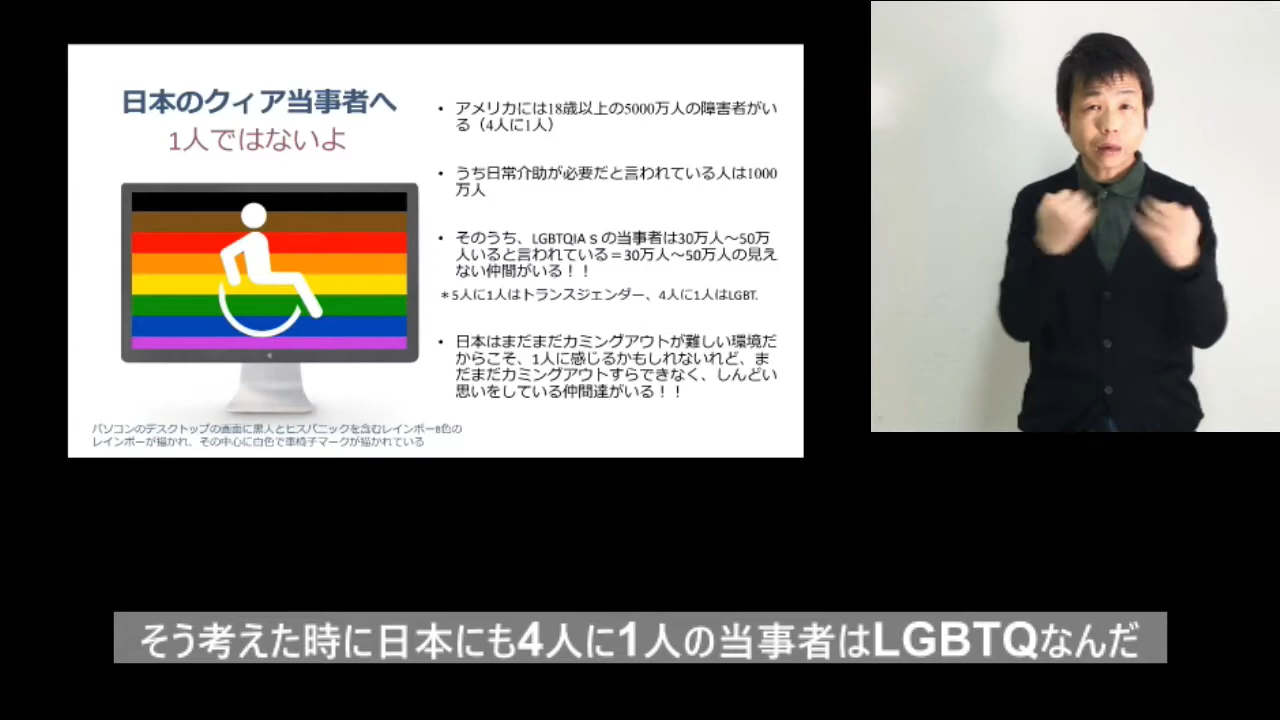 日本のクィア当事者へ
1人ではないよ
• アメリカには18歳以上の5000万人の障害者がい
る（4人に1人）
• うち日常介助が必要だと言われている人は1000
万人
• そのうち、LGBTQIAｓの当事者は30万人～50万
人いると言われている＝30万人～50万人の見え
ない仲間がいる！！
＊5人に1人はトランスジェンダー、4人に1人はLGBT.
• 日本はまだまだカミングアウトが難しい環境だ
からこそ、1人に感じるかもしれないれど、ま
だまだカミングアウトすらできなく、しんどい
思いをしている仲間達がいる！！
パソコンのデスクトップの画面に黒人とヒスパニックを含むレインボー8色の
レインボーが描かれ、その中心に白色で車椅子マークが描かれている
そう考えた時に日本にも4人に1人の当事者はLGBTQなんだ